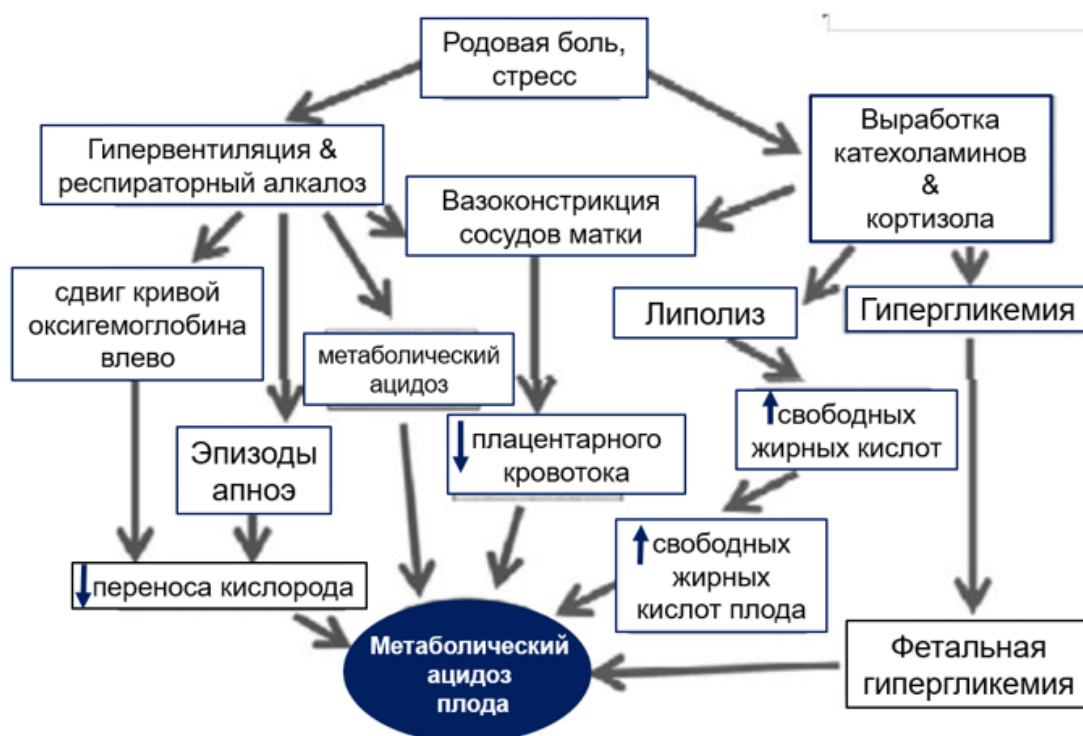 Родовая боль,
стресс
Гипервентиляция &
респираторный алкалоз
Выработка
катехоламинов
&
кортизола
Вазоконстрикция
сосудов матки
сдвиг кривой
оксигемоглобина
влево
Липолиз
Гипергликемия
метаболический
ацидоз
Эпизоды
апноэ
плацентарного
кровотока
свободных
жирных кислот
переноса кислорода
свободных
жирных
кислот плода
Метаболический
ацидоз
плода
Фетальная
гипергликемия